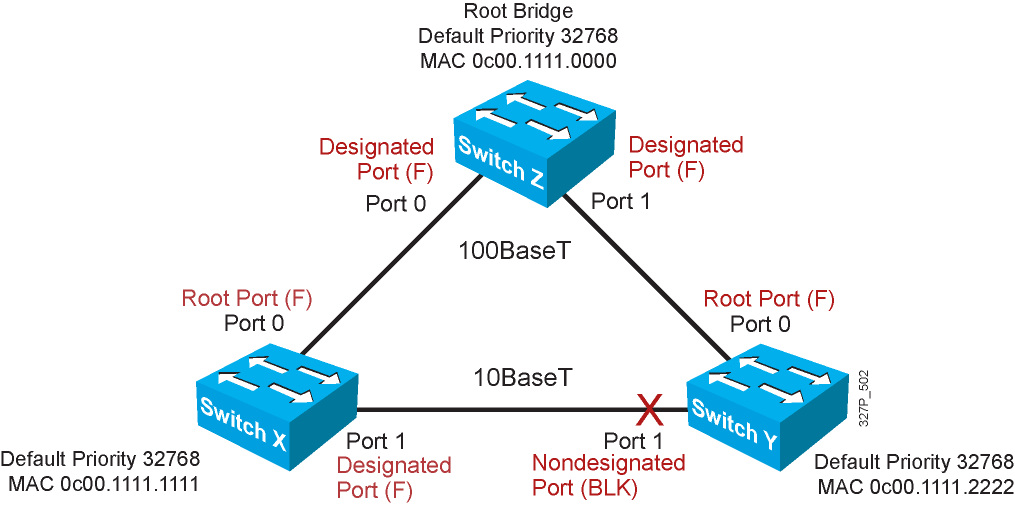 Root Bridge
Default Priority 32768
MAC 0c00.1111.0000
Switch Z
Designated
Port (F)
Port 0
Designated
Port (F)
Port 1
100BaseT
Root Port (F)
Port 0
Root Port (F)
Port 0
10BaseT
Switch X
Switch Y
327P_502
X
Port 1
Designated
Port (F)
Port 1
Nondesignated
Port (BLK)
Default Priority 32768
MAC 0c00.1111.1111
Default Priority 32768
MAC 0c00.1111.2222